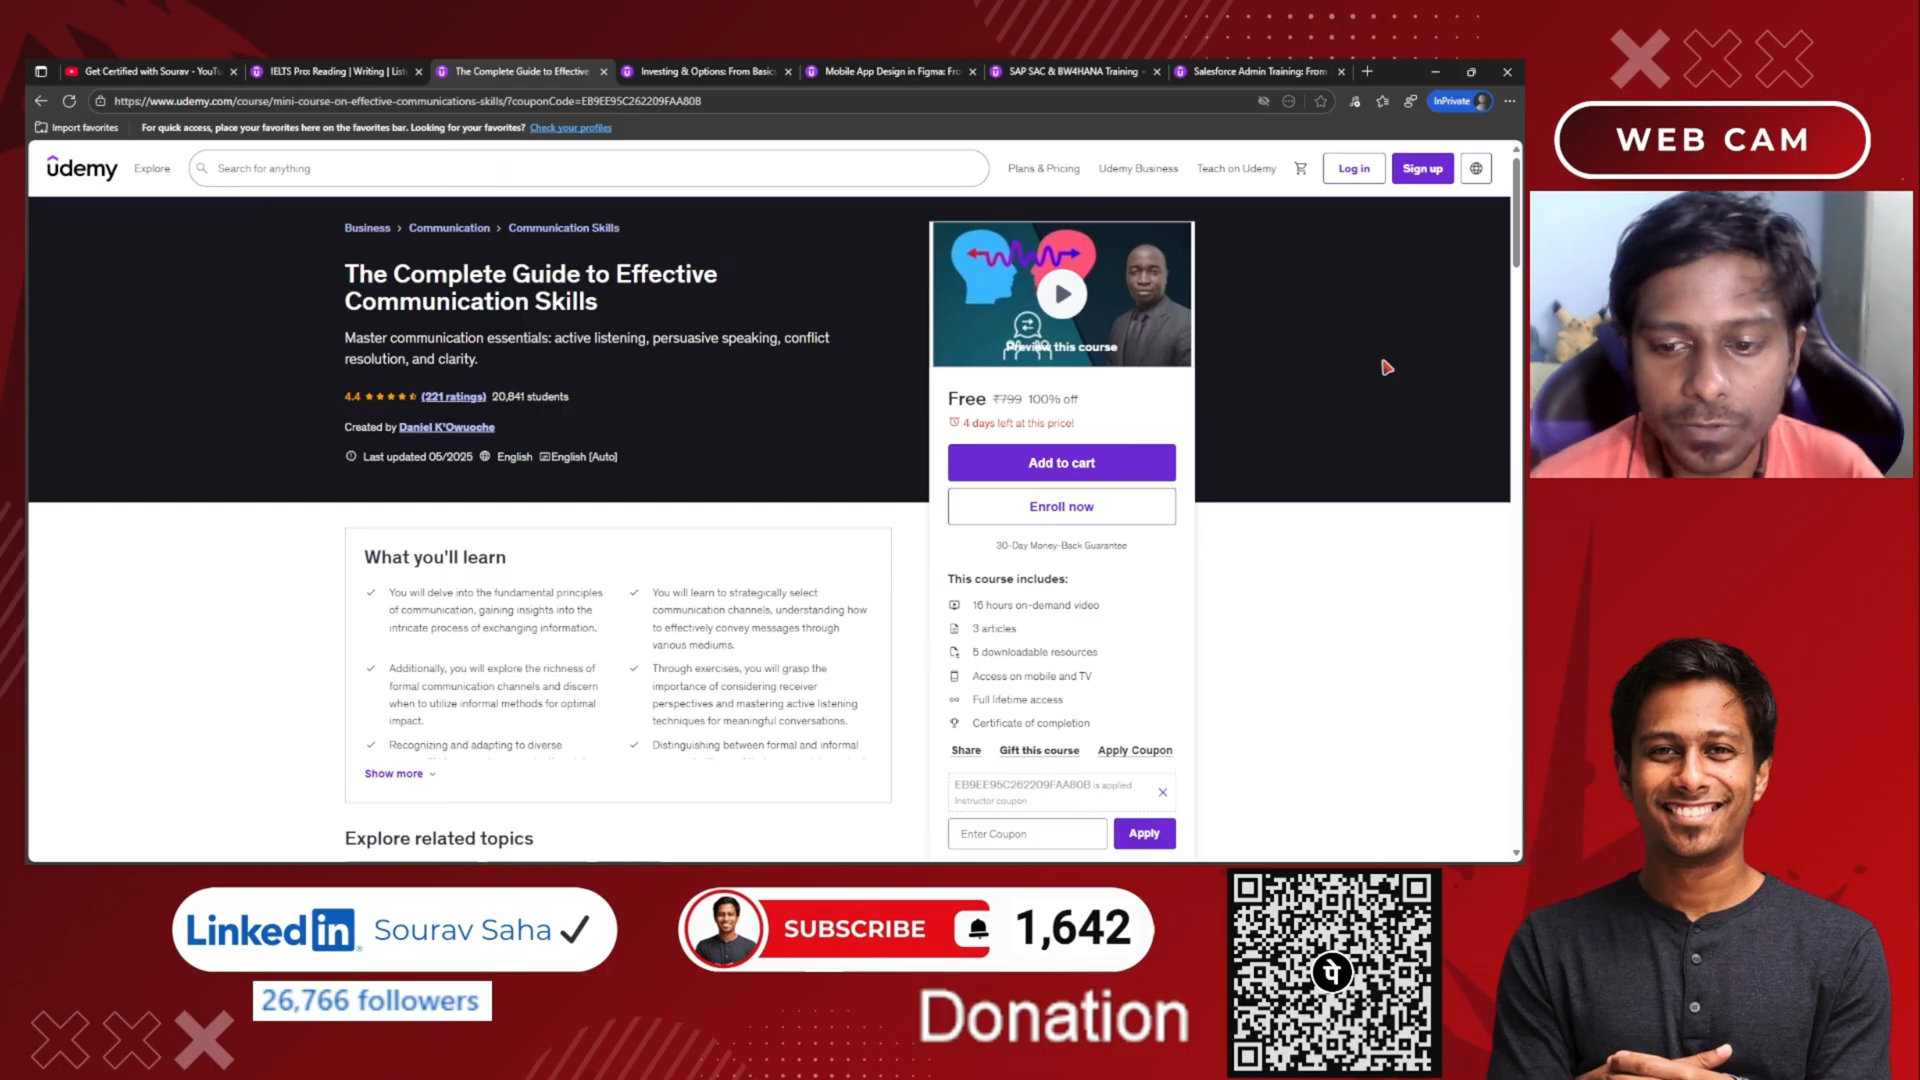 Get Certified with Sourav - YouTu
IELTS Pro: Reading | Writing | List
The Complete Guide to Effective
Investing & Options: From Basic
Mobile App Design in Figma: Fr
SAP SAC & BW4HANA Training
Salesforce Admin Training: From
https://www.udemy.com/course/mini-course-on-effective-communications-skills/?couponCode=EB9EE95C262209FAA80B
InPrivate
Import favorites
For quick access, place your favorites here on the favorites bar. Looking for your favorites? Check your profiles
udemy
Explore
Search for anything
Plans & Pricing
Udemy Business
Teach on Udemy
Log in
Sign up
Business > Communication > Communication Skills
The Complete Guide to Effective
Communication Skills
Master communication essentials: active listening, persuasive speaking, conflict
resolution, and clarity.
4.4 (221 ratings) 20,841 students
Created by Daniel K'Owuoche
Last updated 05/2025 English English [Auto]
Preview this course
Free ₹799 100% off
4 days left at this price!
Add to cart
Enroll now
30-Day Money-Back Guarantee
This course includes:
16 hours on-demand video
3 articles
5 downloadable resources
Access on mobile and TV
Full lifetime access
Certificate of completion
Share Gift this course Apply Coupon
EB9EE95C262209FAA80B is applied
Instructor coupon
Enter Coupon
Apply
What you'll learn
You will delve into the fundamental principles
of communication, gaining insights into the
intricate process of exchanging information.
You will learn to strategically select
communication channels, understanding how
to effectively convey messages through
various mediums.
Additionally, you will explore the richness of
formal communication channels and discern
when to utilize informal methods for optimal
impact.
Through exercises, you will grasp the
importance of considering receiver
perspectives and mastering active listening
techniques for meaningful conversations.
Recognizing and adapting to diverse
Distinguishing between formal and informal
Show more
Explore related topics
WEB CAM
Linked in Sourav Saha
26,766 followers
SUBSCRIBE
1,642
Donation
पे